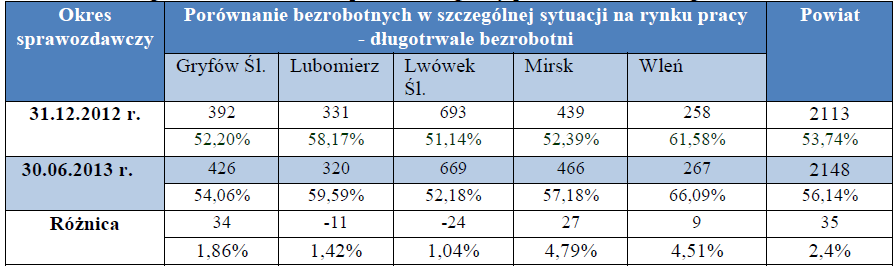 Okres sprawozdawczy Porównanie bezrobotnych w szczególnej sytuacji na rynku pracy - długotrwale bezrobotni Powiat
Gryfów Śl. Lubomierz Lwówek Śl. Mirsk Wleń
31.12.2012 r. 392 331 693 439 258 2113
52,20% 58,17% 51,14% 52,39% 61,58% 53,74%
30.06.2013 r. 426 320 669 466 267 2148
54,06% 59,59% 52,18% 57,18% 66,09% 56,14%
Różnica 34 -11 -24 27 9 35
1,86% 1,42% 1,04% 4,79% 4,51% 2,4%